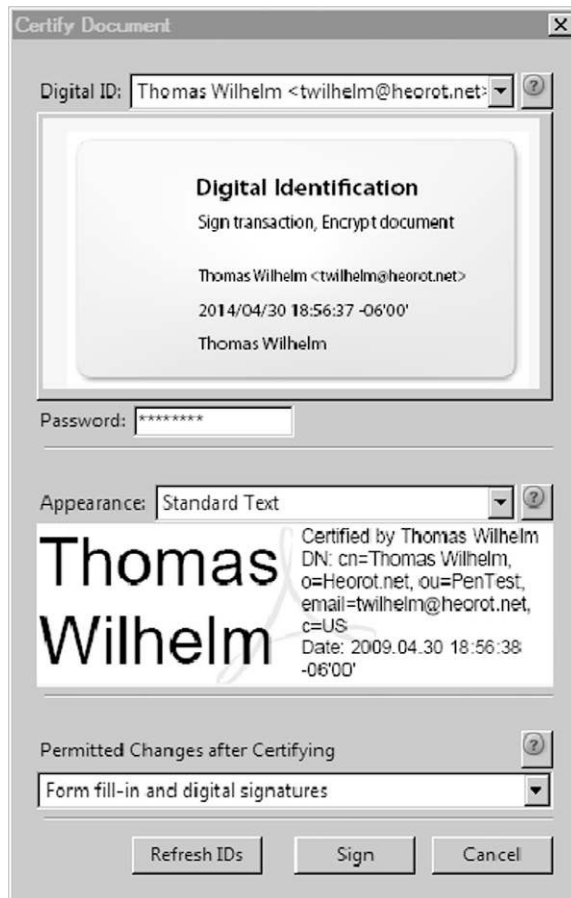 Certify Document
Digital ID: Thomas Wilhelm <twilhelm@heorot.net> ?
Digital Identification
Sign transaction, Encrypt document
Thomas Wilhelm <twilhelm@heorot.net>
2014/04/30 18:56:37 -06'00'
Thomas Wilhelm
Password: ********
Appearance: Standard Text ?
Thomas
Wilhelm
Certified by Thomas Wilhelm
DN: cn=Thomas Wilhelm,
o=Heorot.net, ou=PenTest,
email=twilhelm@heorot.net,
c=US
Date: 2009.04.30 18:56:38
-06'00'
Permitted Changes after Certifying ?
Form fill-in and digital signatures
Refresh IDs Sign Cancel